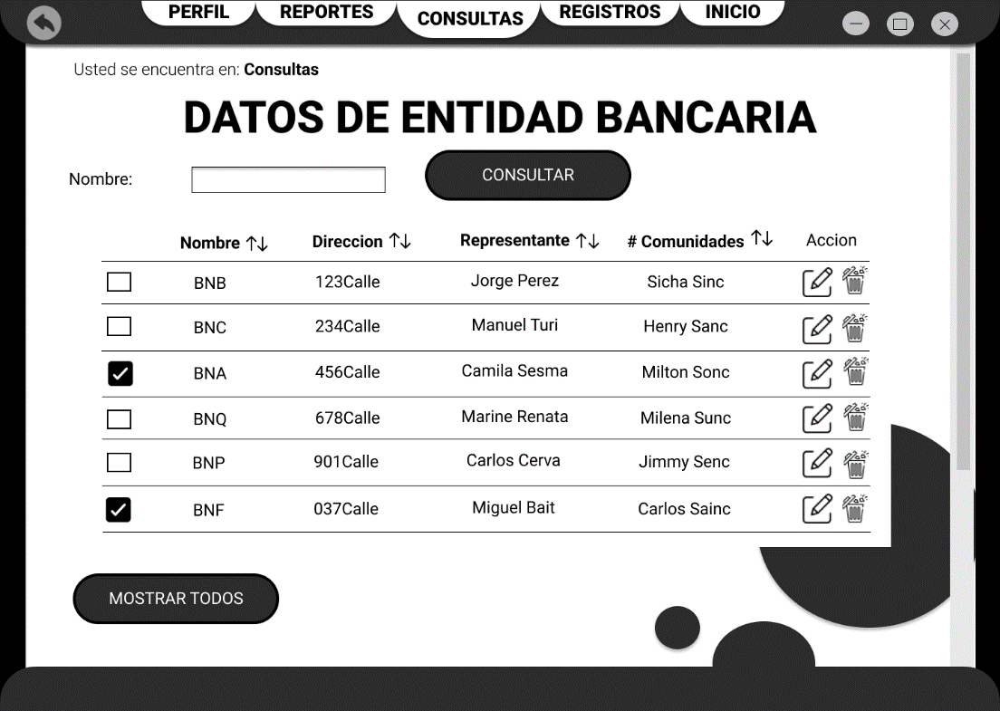 PERFIL REPORTES CONSULTAS REGISTROS INICIO
Usted se encuentra en: Consultas
DATOS DE ENTIDAD BANCARIA
Nombre: CONSULTAR
Nombre Direccion Representante # Comunidades Accion
BNB 123Calle Jorge Perez Sicha Sinc
BNC 234Calle Manuel Turi Henry Sanc
BNA 456Calle Camila Sesma Milton Sonc
BNQ 678Calle Marine Renata Milena Sunc
BNP 901Calle Carlos Cerva Jimmy Senc
BNF 037Calle Miguel Bait Carlos Sainc
MOSTRAR TODOS